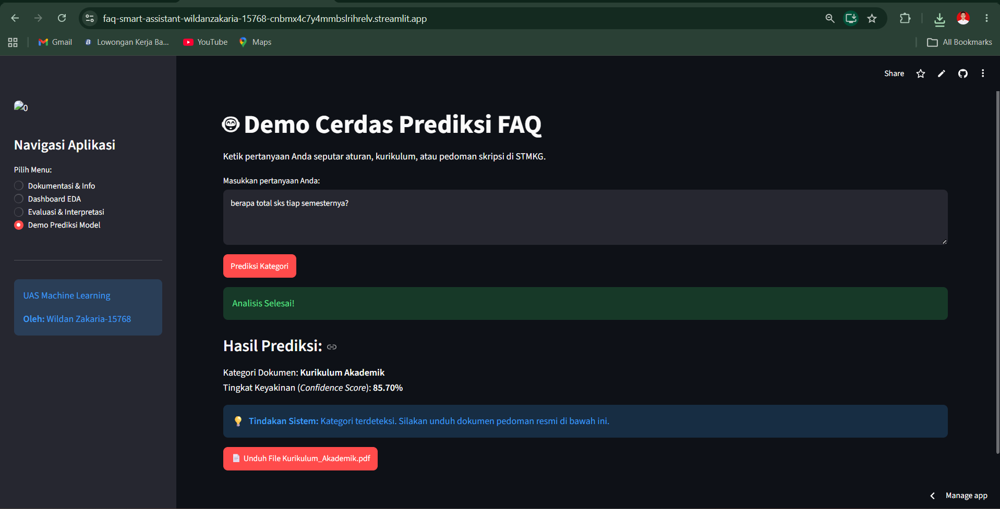 faq-smart-assistant-wildanzakaria-15768-cnbmx4c7y4mmbslrihrelv.streamlit.app
Gmail
Lowongan Kerja Ba...
YouTube
Maps
All Bookmarks
Share
0
Navigasi Aplikasi
Pilih Menu:
Dokumentasi & Info
Dashboard EDA
Evaluasi & Interpretasi
Demo Prediksi Model
UAS Machine Learning
Oleh: Wildan Zakaria-15768
Demo Cerdas Prediksi FAQ
Ketik pertanyaan Anda seputar aturan, kurikulum, atau pedoman skripsi di STMKG.
Masukkan pertanyaan Anda:
berapa total sks tiap semesternya?
Prediksi Kategori
Analisis Selesai!
Hasil Prediksi:
Kategori Dokumen: Kurikulum Akademik
Tingkat Keyakinan (Confidence Score): 85.70%
Tindakan Sistem: Kategori terdeteksi. Silakan unduh dokumen pedoman resmi di bawah ini.
Unduh File Kurikulum_Akademik.pdf
Manage app